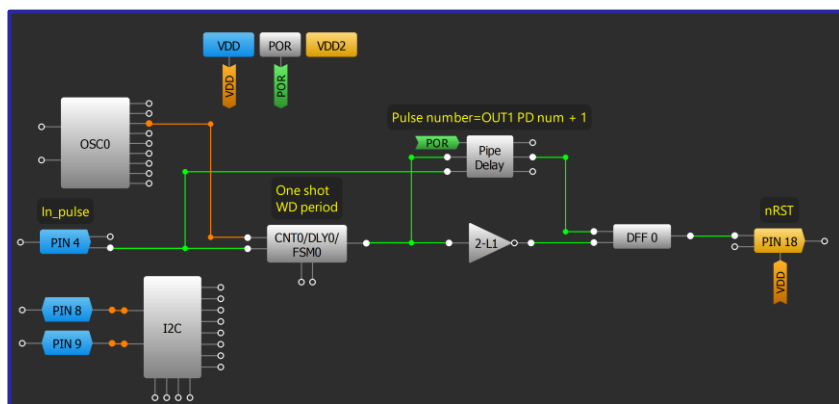 VDD POR VDD2
VDD
POR
Pulse number=OUT1 PD num + 1
OSC0
POR
Pipe
Delay
In_pulse
One shot
WD period
nRST
PIN 4
CNT0/DLY0/
FSM0
2-L1
DFF 0
PIN 18
VDD
PIN 8
I2C
PIN 9